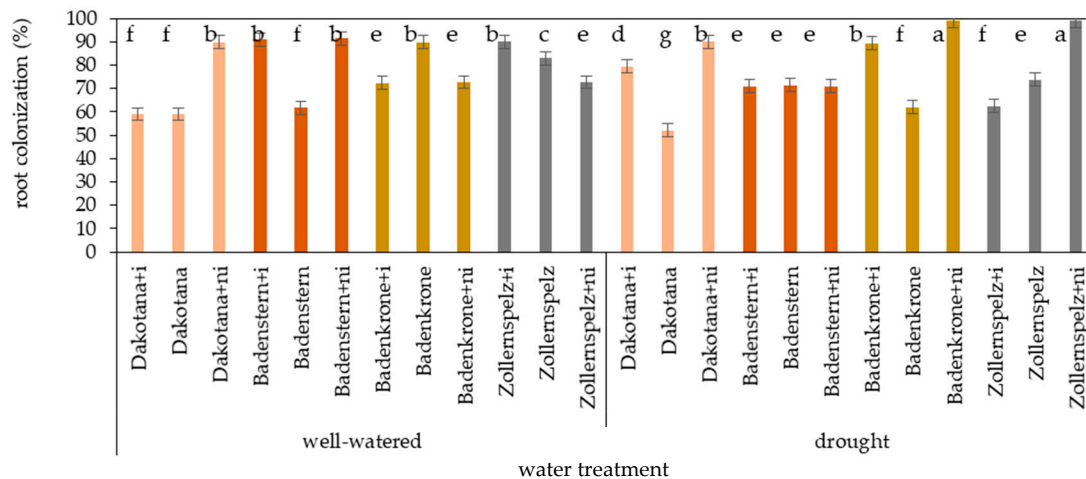 root colonization (%)
100
90
80
70
60
50
40
30
20
10
0
f f b b f b e b e b c e d g b e e e b f a f e a
Dakotana+i
Dakotana
Dakotana+ni
Badenstern+i
Badenstern
Badenstern+ni
Badenkrone+i
Badenkrone
Badenkrone+ni
Zollernspelz+i
Zollernspelz
Zollernspelz+ni
Dakotana+i
Dakotana
Dakotana+ni
Badenstern+i
Badenstern
Badenstern+ni
Badenkrone+i
Badenkrone
Badenkrone+ni
Zollernspelz+i
Zollernspelz
Zollernspelz+ni
well-watered
drought
water treatment